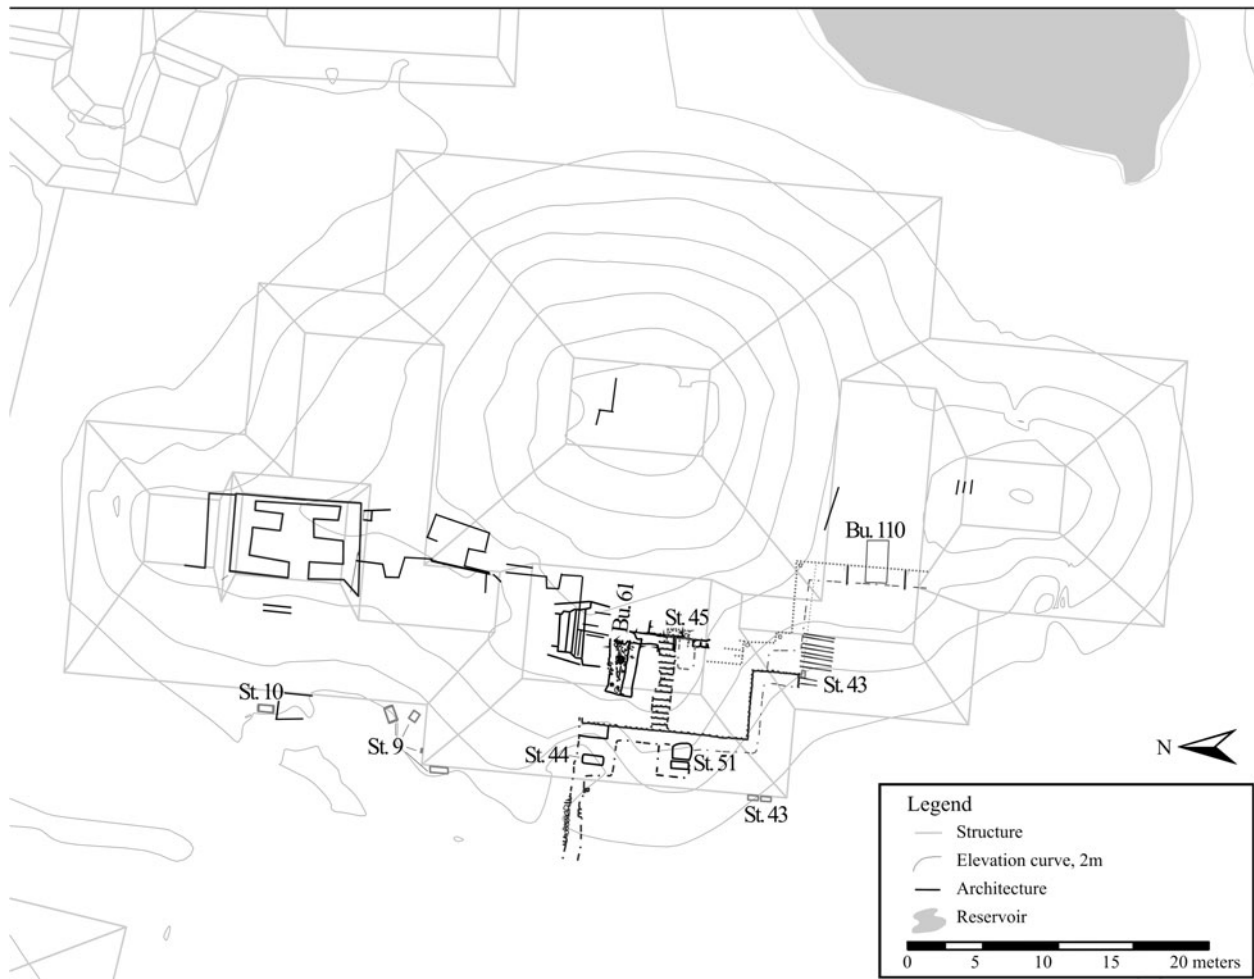 Bu. 110
Bu. 61
St. 45
St. 43
St. 10
St. 9
St. 44
St. 51
St. 43
N
Legend
Structure
Elevation curve, 2m
Architecture
Reservoir
0 5 10 15 20 meters